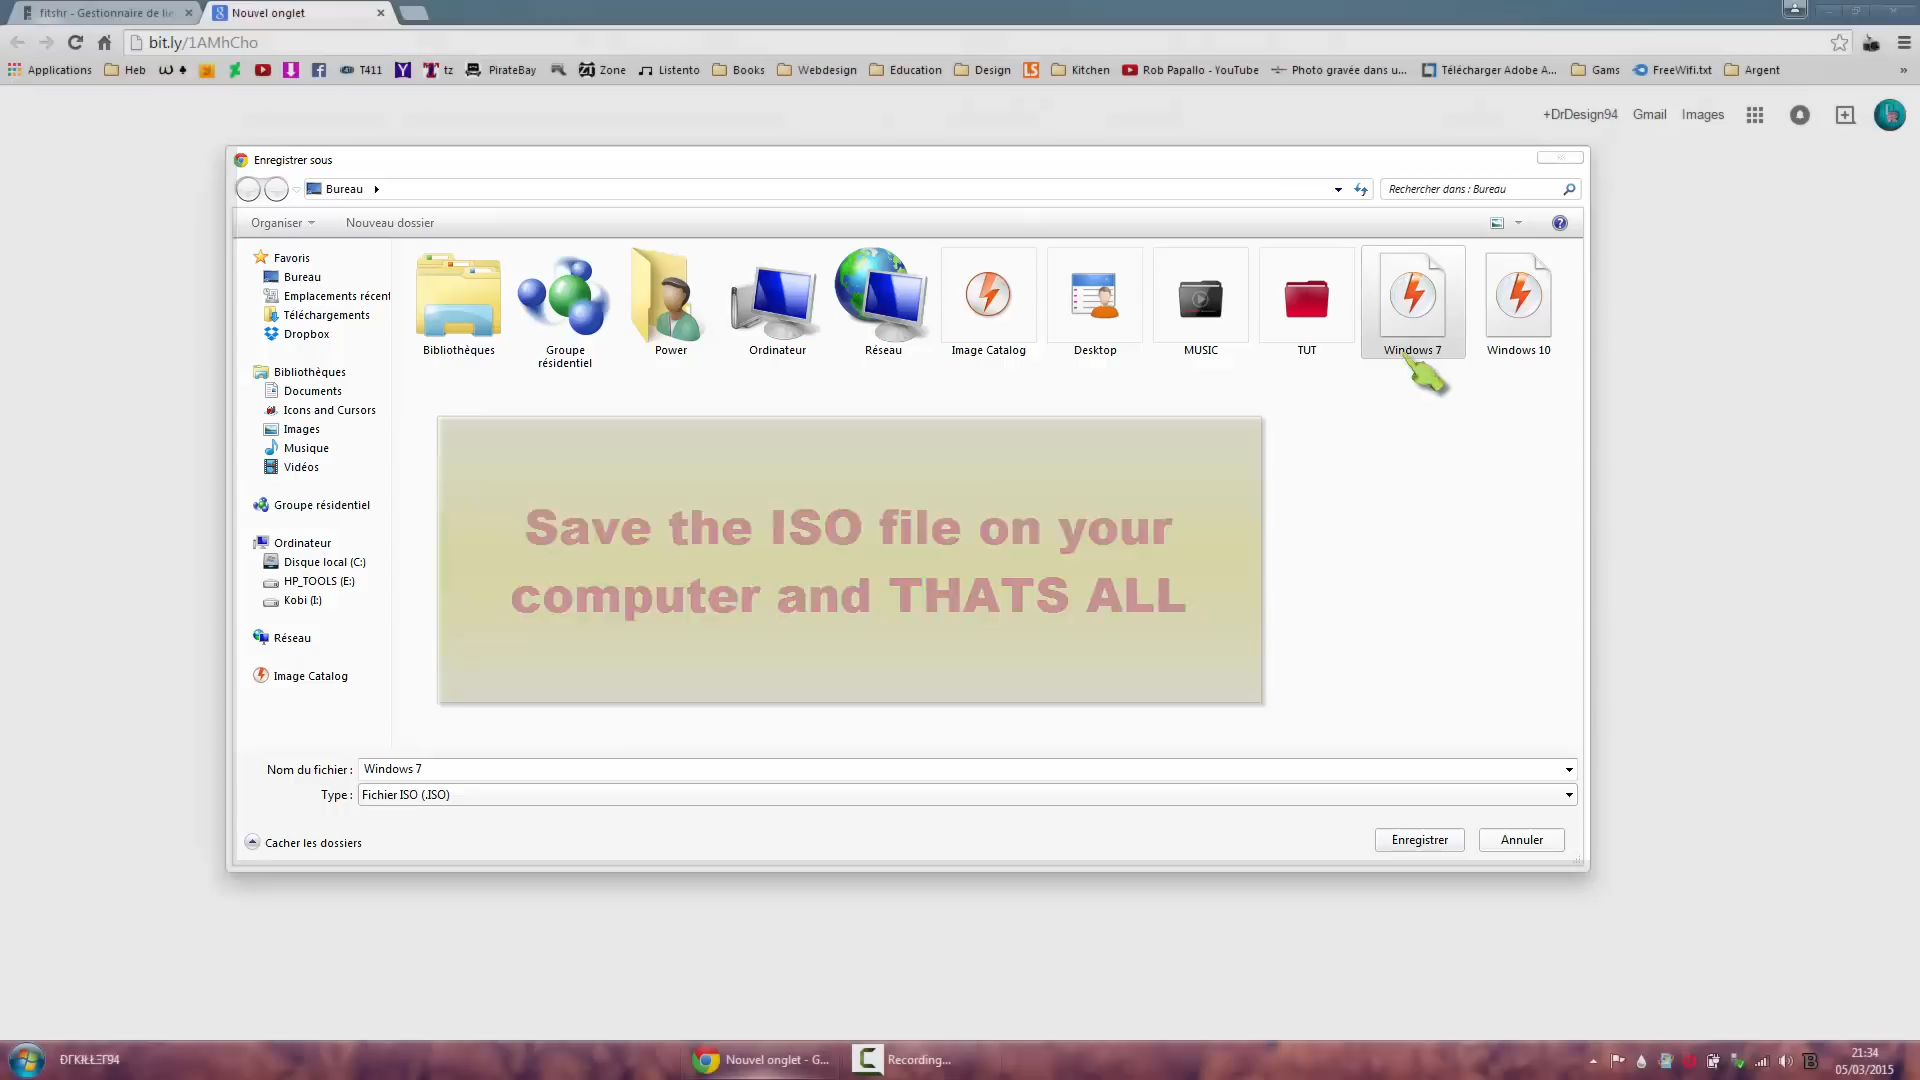 fitshr - Gestionnaire de lie
Nouvel onglet
bit.ly/1AMhCho
Applications
Heb
T411
tz
PirateBay
Zone
Listento
Books
Webdesign
Education
Design
Kitchen
Rob Papallo - YouTube
Photo gravée dans u...
Télécharger Adobe A...
Gams
FreeWifi.txt
Argent
+DrDesign94
Gmail
Images
Enregistrer sous
Bureau
Rechercher dans : Bureau
Organiser
Nouveau dossier
Favoris
Bureau
Emplacements récent
Téléchargements
Dropbox
Bibliothèques
Documents
Icons and Cursors
Images
Musique
Vidéos
Groupe résidentiel
Ordinateur
Disque local (C:)
HP_TOOLS (E:)
Kobi (I:)
Réseau
Image Catalog
Bibliothèques
Groupe
résidentiel
Power
Ordinateur
Réseau
Image Catalog
Desktop
MUSIC
TUT
Windows 7
Windows 10
Save the ISO file on your
computer and THATS ALL
Nom du fichier :
Windows 7
Type :
Fichier ISO (.ISO)
Cacher les dossiers
Enregistrer
Annuler
Nouvel onglet - G...
Recording...
21:34
05/03/2015